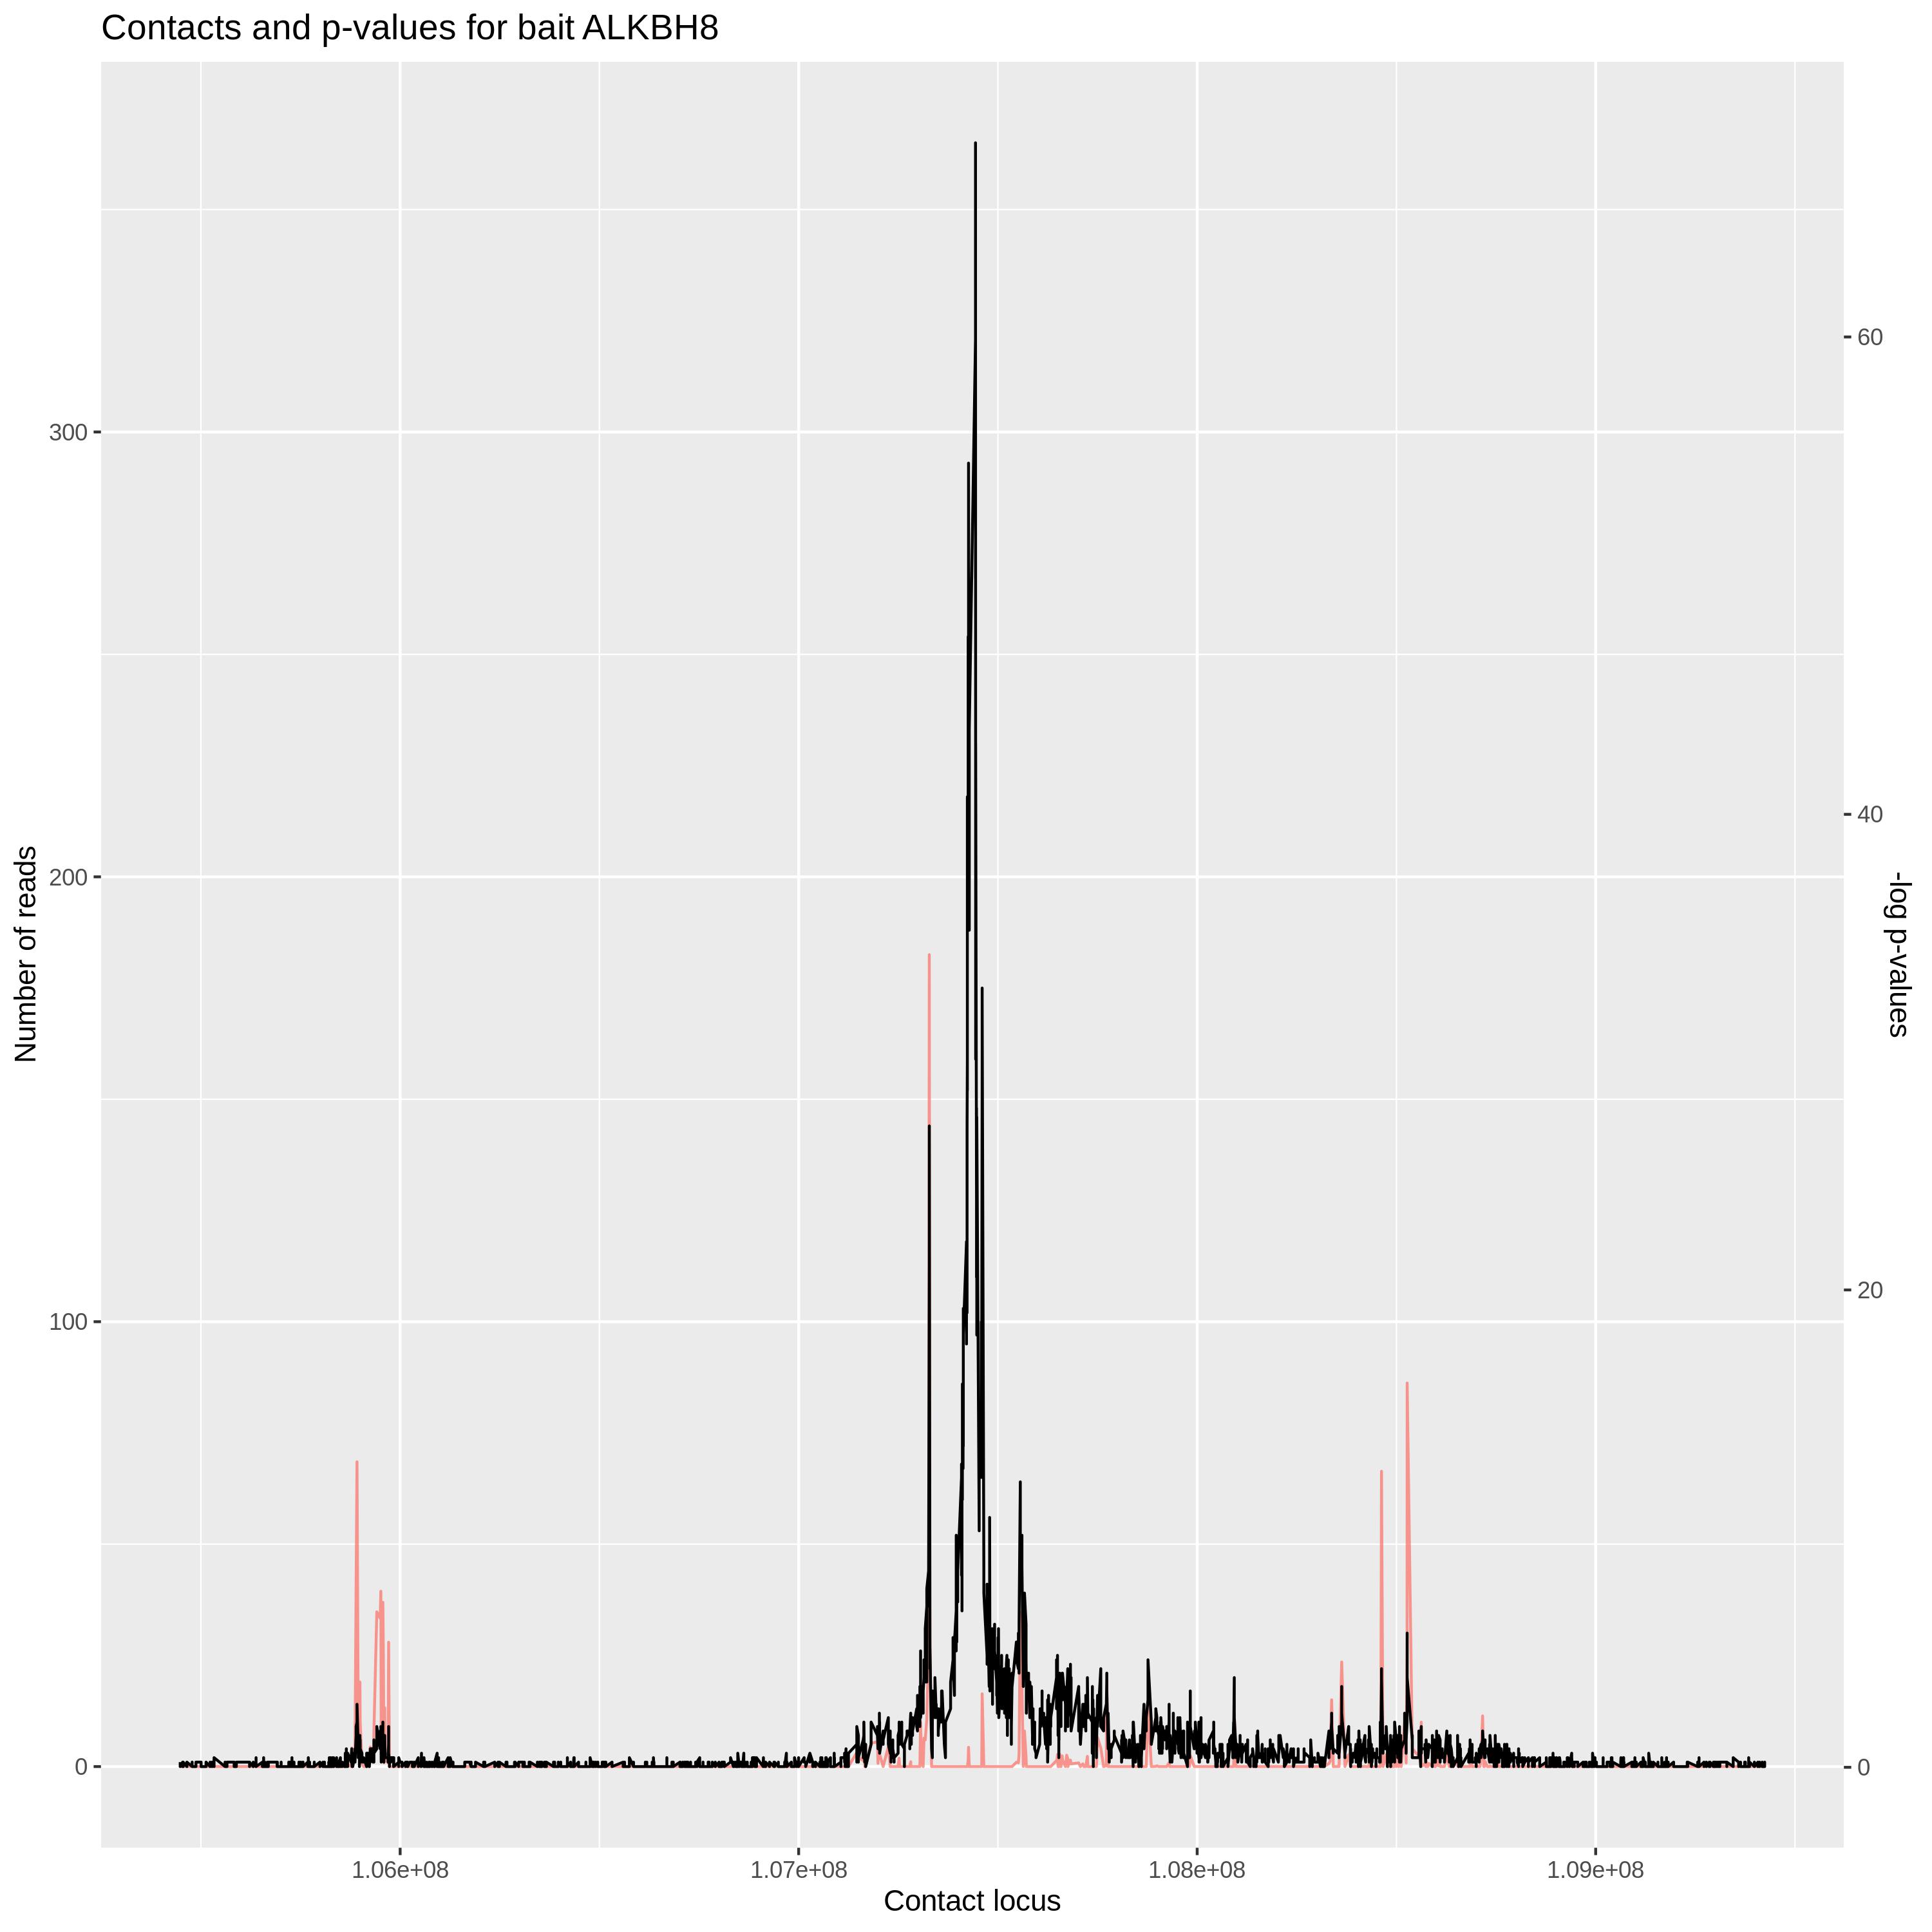 Contacts and p-values for bait ALKBH8
Number of reads
300
200
100
0
60
40
20
0
-log p-values
1.06e+08
1.07e+08
1.08e+08
1.09e+08
Contact locus